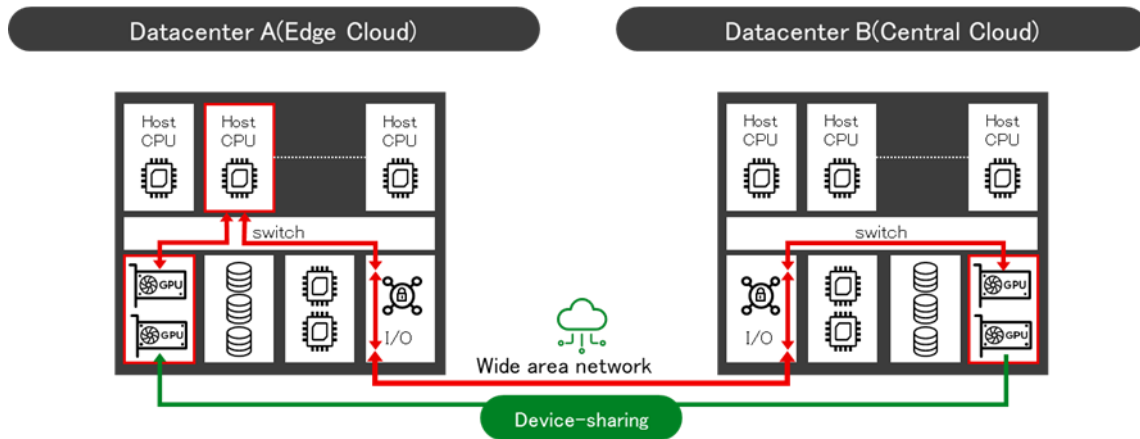 Datacenter A(Edge Cloud)
Datacenter B(Central Cloud)
Host
CPU
Host
CPU
Host
CPU
switch
GPU
GPU
I/O
Host
CPU
Host
CPU
Host
CPU
switch
I/O
GPU
GPU
Wide area network
Device-sharing